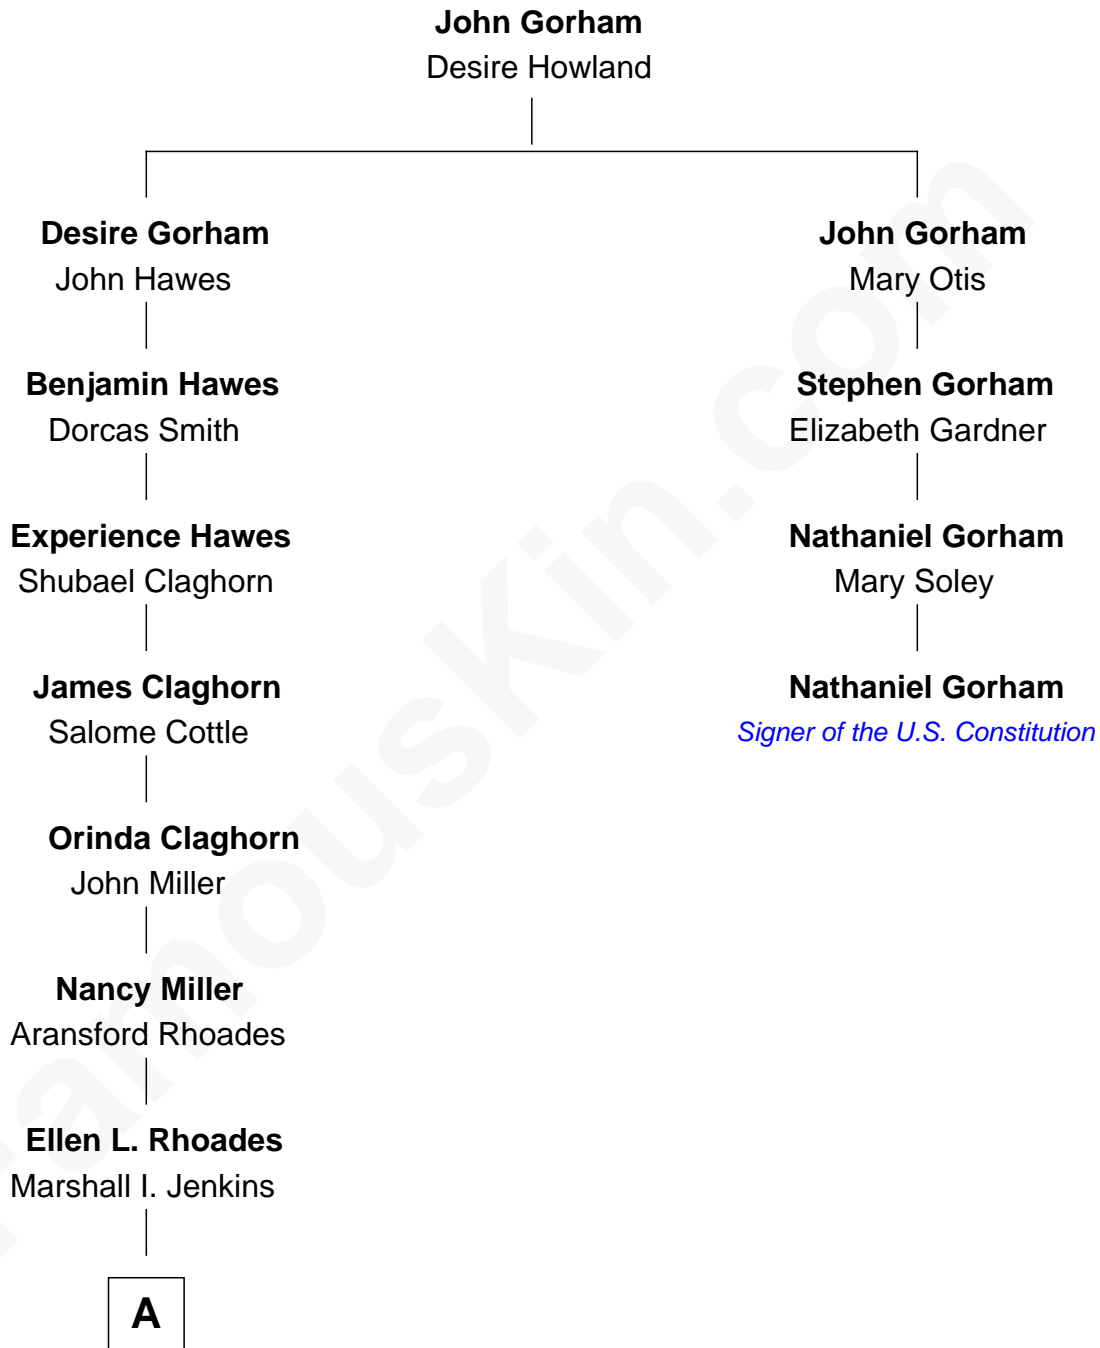 John Gorham
Desire Howland
Desire Gorham
John Hawes
Benjamin Hawes
Dorcas Smith
Experience Hawes
Shubael Claghorn
James Claghorn
Salome Cottle
Orinda Claghorn
John Miller
Nancy Miller
Aransford Rhoades
Ellen L. Rhoades
Marshall I. Jenkins
A
John Gorham
Mary Otis
Stephen Gorham
Elizabeth Gardner
Nathaniel Gorham
Mary Soley
Nathaniel Gorham
Signer of the U.S. Constitution
FamousKin.com